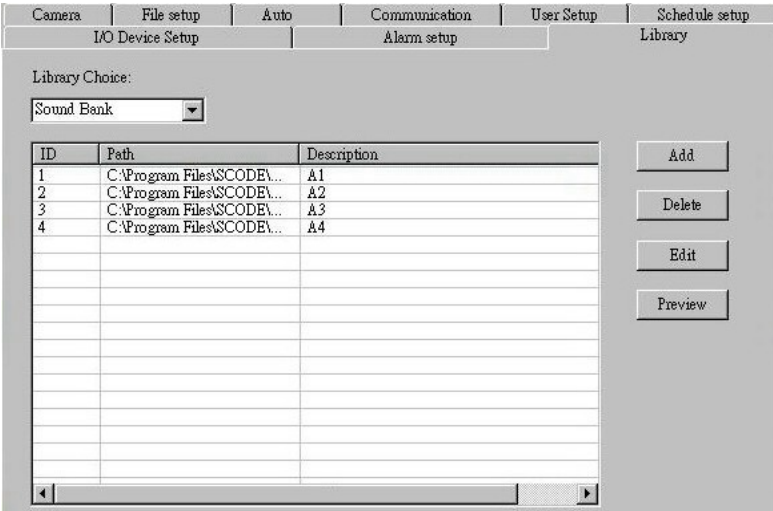 Camera File setup Auto Communication User Setup Schedule setup
I/O Device Setup Alarm setup Library
Library Choice:
Sound Bank
ID Path Description
1 C:\Program Files\SCODE\... A1
2 C:\Program Files\SCODE\... A2
3 C:\Program Files\SCODE\... A3
4 C:\Program Files\SCODE\... A4
Add
Delete
Edit
Preview